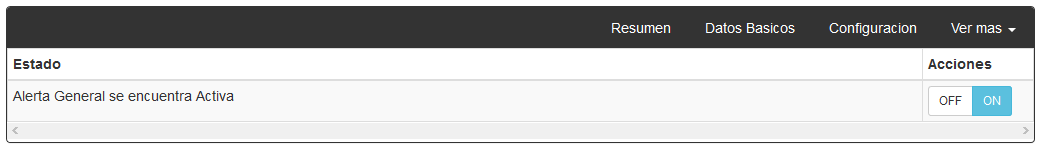 Resumen Datos Basicos Configuracion Ver mas
Estado Acciones
Alerta General se encuentra Activa OFF ON